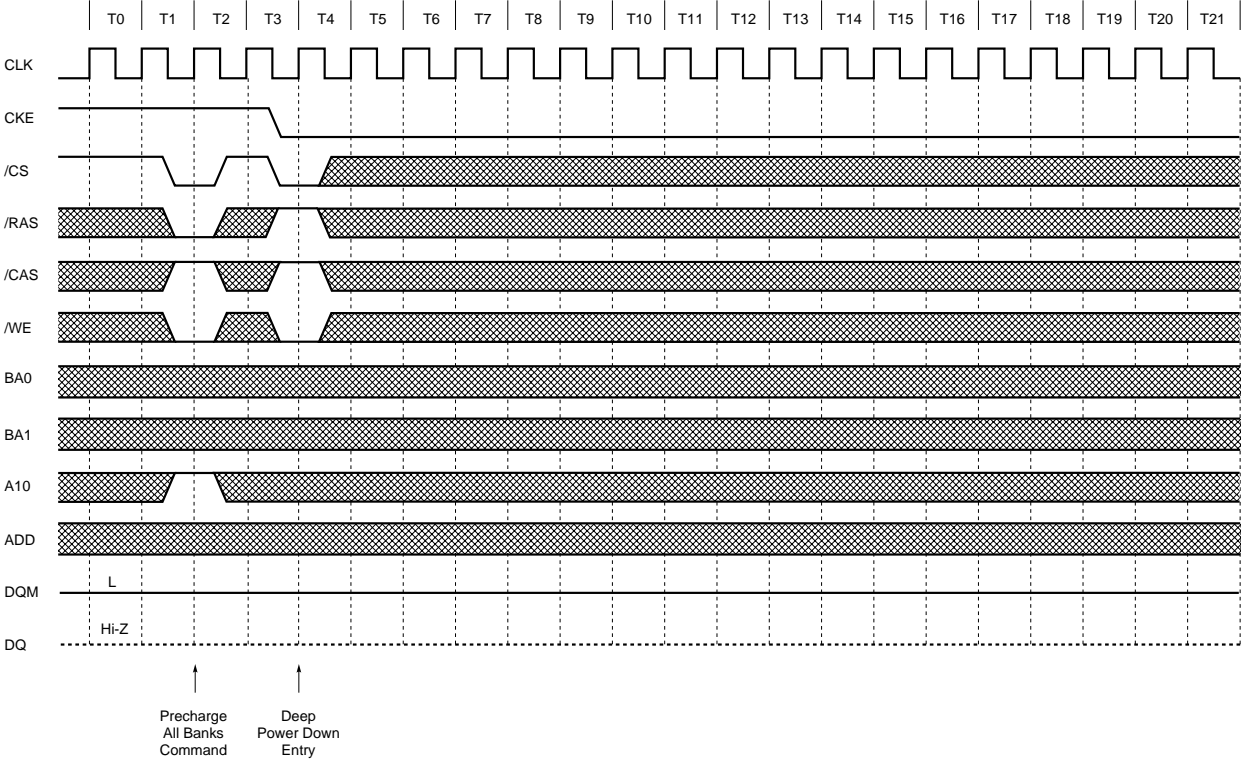 T0 T1 T2 T3 T4 T5 T6 T7 T8 T9 T10 T11 T12 T13 T14 T15 T16 T17 T18 T19 T20 T21
CLK
CKE
/CS
/RAS
/CAS
/WE
BA0
BA1
A10
ADD
DQM L
DQ Hi-Z
Precharge
All Banks
Command
Deep
Power Down
Entry